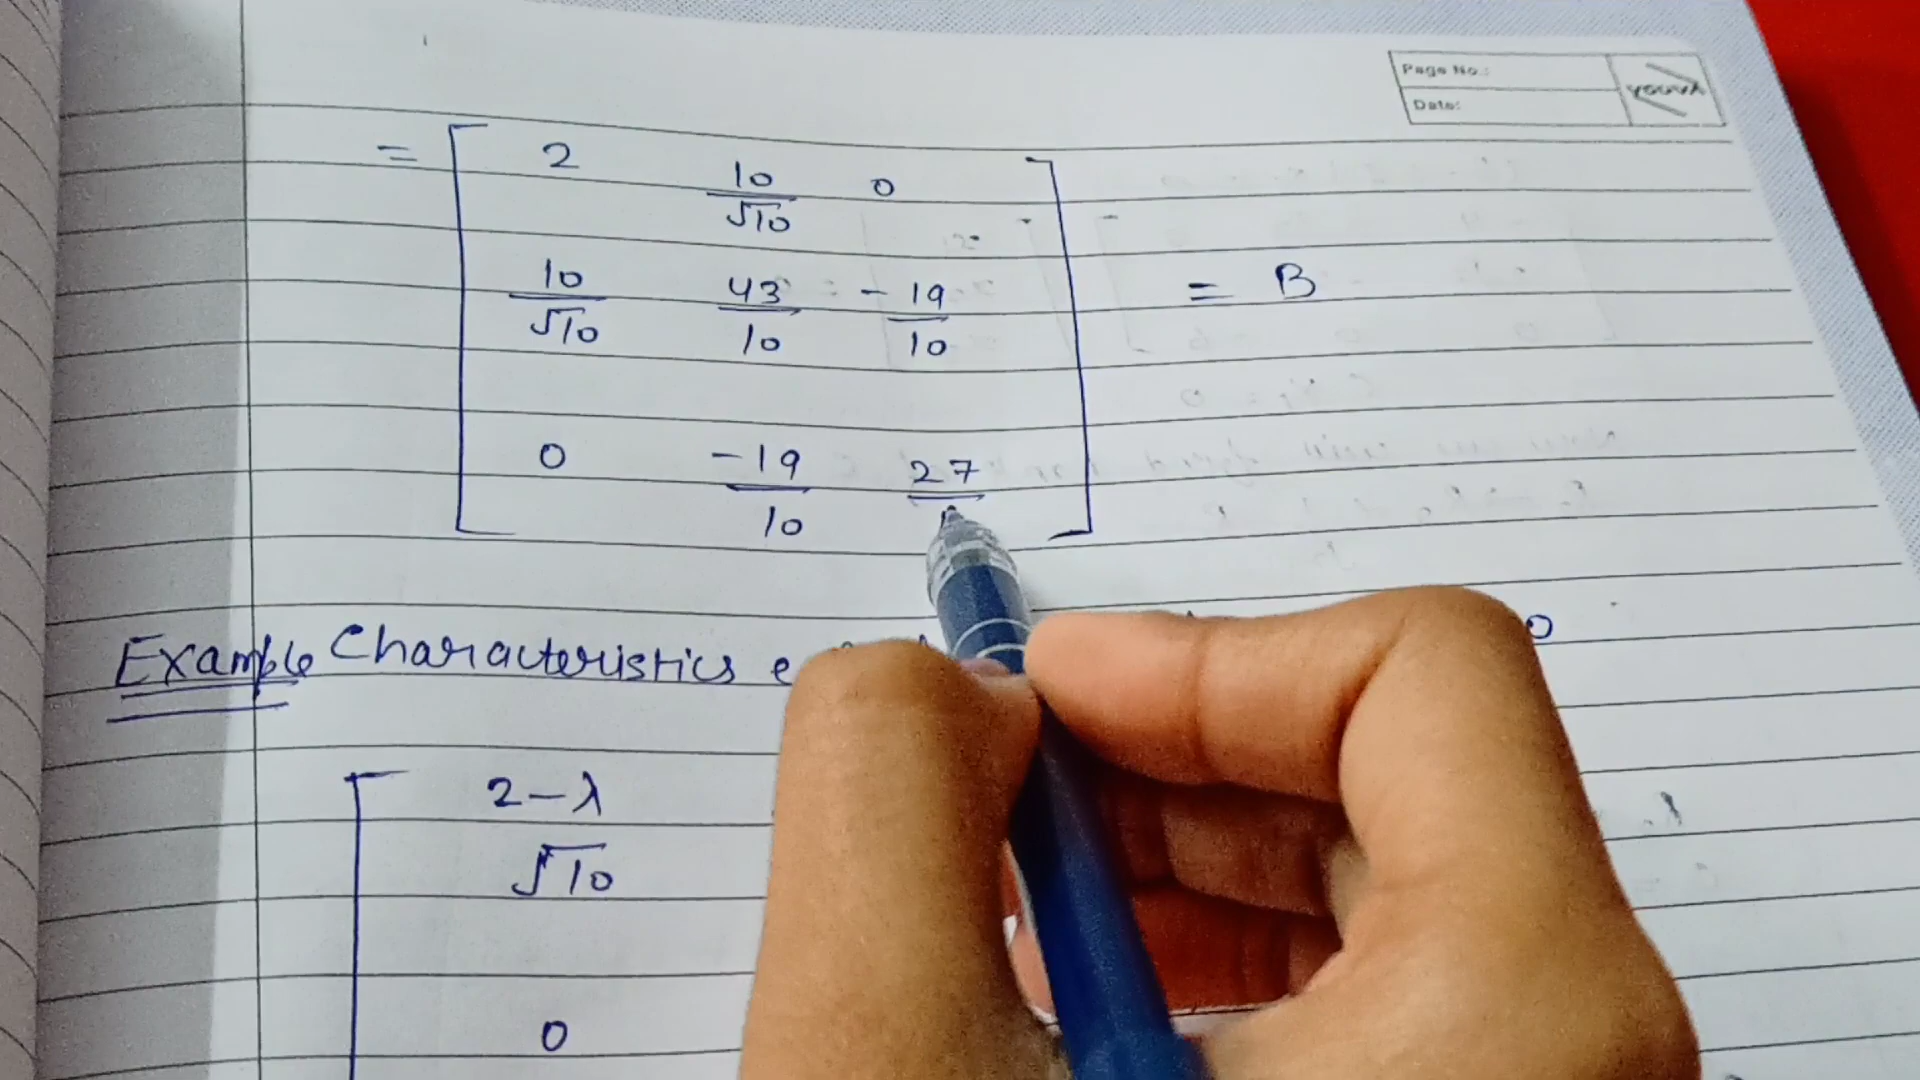 Page No.:
Date:
YOUVA
= [ 2 10/√10 0
10/√10 43/10 -19/10 = B
0 -19/10 27/ ]
Example Characteristics
2-λ
√10
0